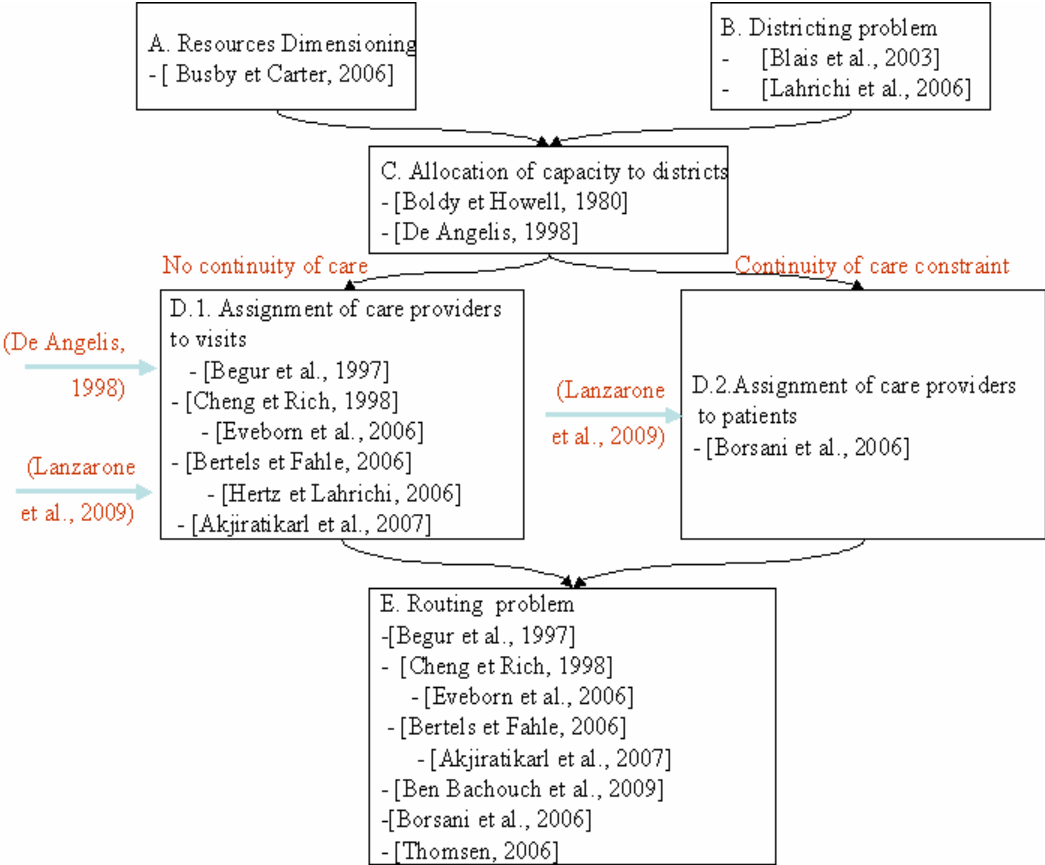 A. Resources Dimensioning
- [ Busby et Carter, 2006]
B. Districting problem
- [Blais et al., 2003]
- [Lahrichi et al., 2006]
C. Allocation of capacity to districts
- [Boldy et Howell, 1980]
- [De Angelis, 1998]
No continuity of care
Continuity of care constraint
(De Angelis,
1998)
(Lanzarone
et al., 2009)
D.1. Assignment of care providers
to visits
- [Begur et al., 1997]
- [Cheng et Rich, 1998]
- [Eveborn et al., 2006]
- [Bertels et Fahle, 2006]
- [Hertz et Lahrichi, 2006]
- [Akjiratikarl et al., 2007]
(Lanzarone
et al., 2009)
D.2.Assignment of care providers
to patients
- [Borsani et al., 2006]
E. Routing problem
-[Begur et al., 1997]
- [Cheng et Rich, 1998]
- [Eveborn et al., 2006]
- [Bertels et Fahle, 2006]
- [Akjiratikarl et al., 2007]
- [Ben Bachouch et al., 2009]
-[Borsani et al., 2006]
- [Thomsen, 2006]